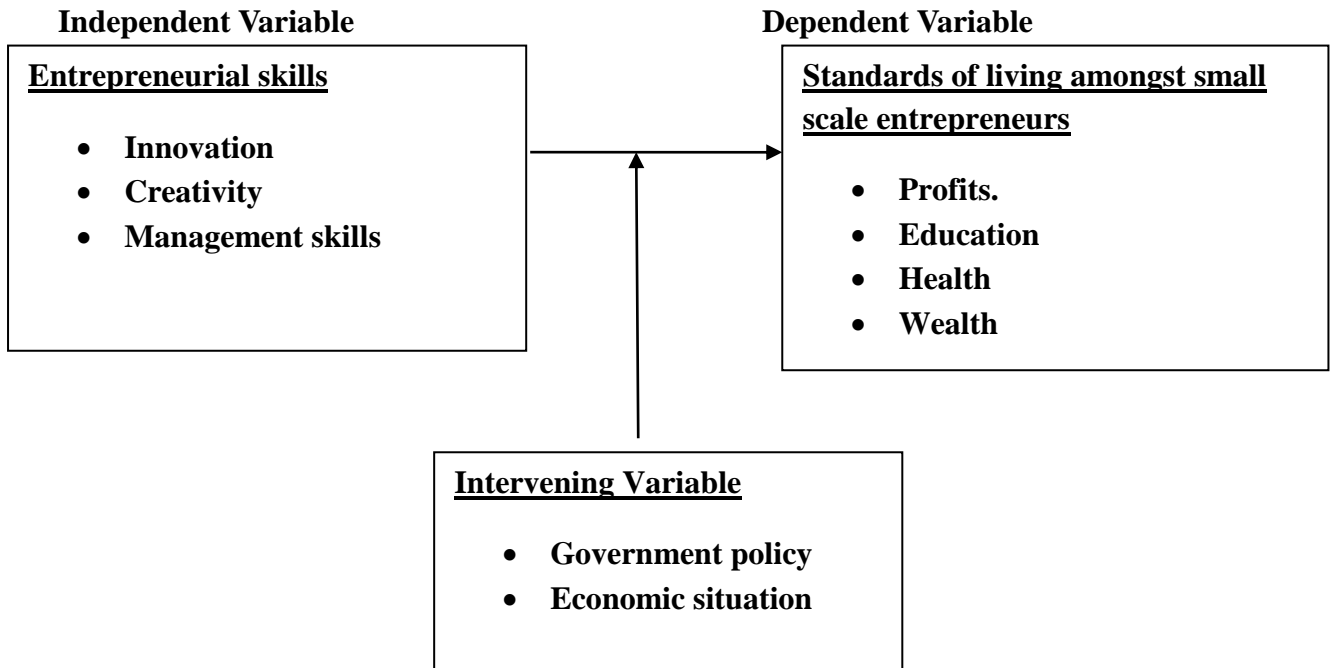 Independent Variable
Dependent Variable
Entrepreneurial skills
• Innovation
• Creativity
• Management skills
Standards of living amongst small
scale entrepreneurs
• Profits.
• Education
• Health
• Wealth
Intervening Variable
• Government policy
• Economic situation